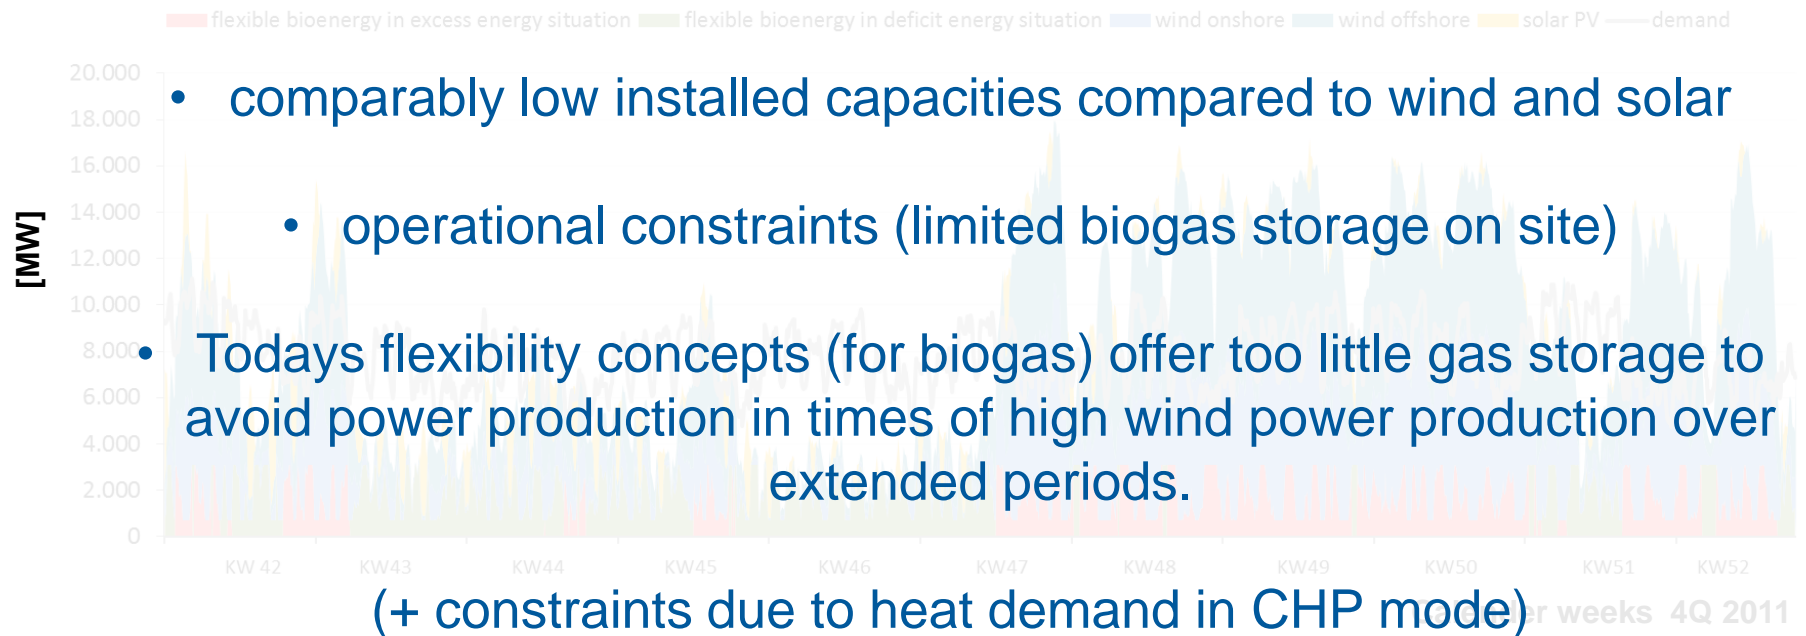 flexible bioenergy in excess energy situation flexible bioenergy in deficit energy situation wind onshore wind offshore solar PV demand
20.000
• comparably low installed capacities compared to wind and solar
18.000
16.000
14.000
• operational constraints (limited biogas storage on site)
[MW]
12.000
10.000
8.000
• Todays flexibility concepts (for biogas) offer too little gas storage to
6.000
avoid power production in times of high wind power production over
4.000
extended periods.
2.000
0
KW 42 KW43 KW44 KW45 KW46 KW47 KW48 KW49 KW50 KW51 KW52
(+ constraints due to heat demand in CHP mode)
Calender weeks 4Q 2011